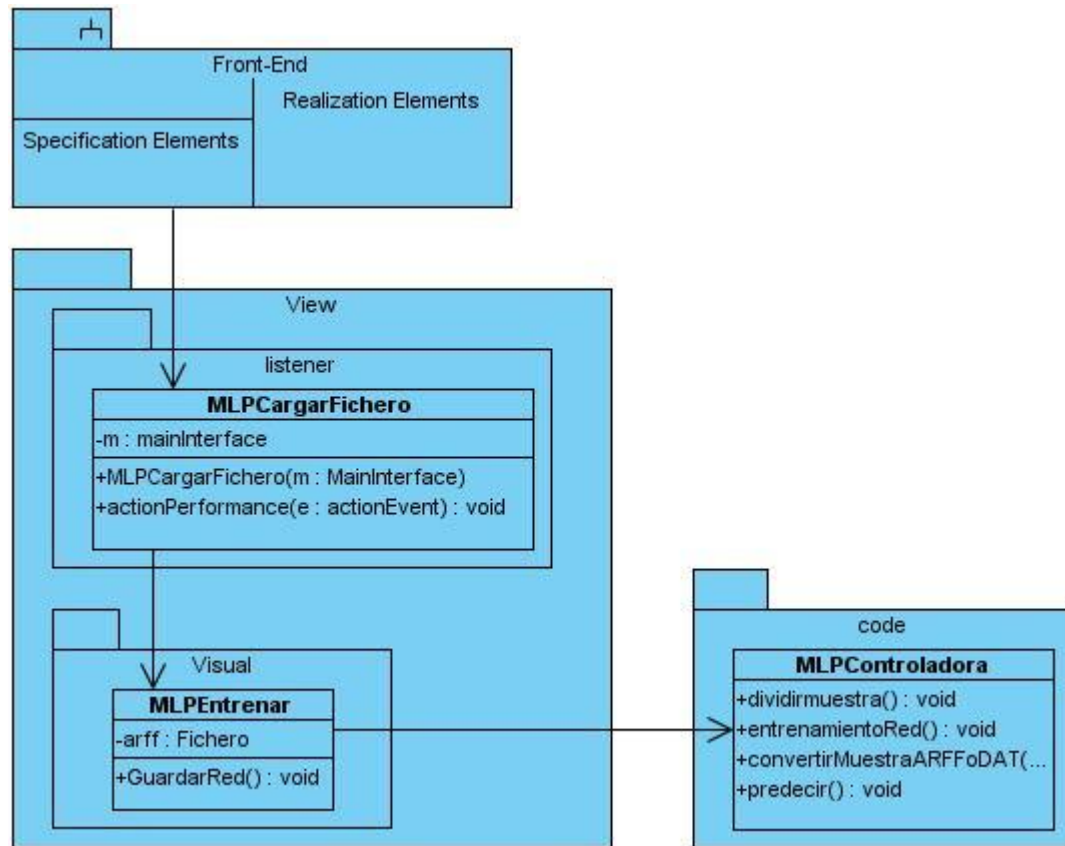 Front-End
Realization Elements
Specification Elements
View
listener
MLPCargarFichero
-m : mainInterface
+MLPCargarFichero(m : MainInterface)
+actionPerformance(e : actionEvent) : void
Visual
MLPEntrenar
-arff : Fichero
+GuardarRed() : void
code
MLPControladora
+dividirmuestra() : void
+entrenamientoRed() : void
+convertirMuestraARFFoDAT(...
+predecir() : void